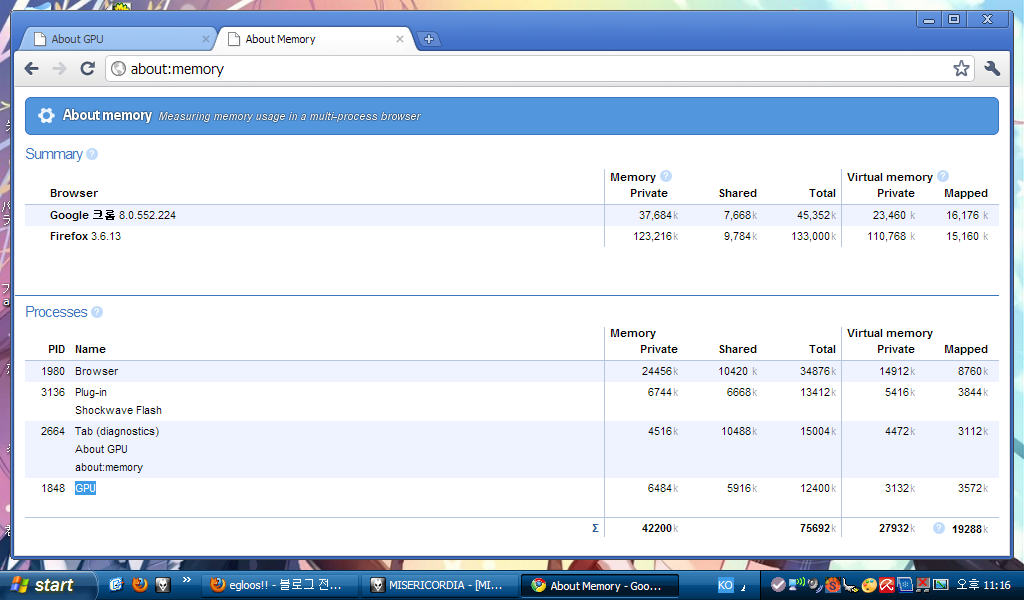 About GPU
About Memory
about:memory
About memory Measuring memory usage in a multi-process browser
Summary
Memory Virtual memory
Browser Private Shared Total Private Mapped
Google 크롬 8.0.552.224 37,684k 7,668k 45,352k 23,460 k 16,176 k
Firefox 3.6.13 123,216k 9,784k 133,000k 110,768 k 15,160 k
Processes
Memory Virtual memory
PID Name Private Shared Total Private Mapped
1980 Browser 24456k 10420 k 34876k 14912k 8760k
3136 Plug-in 6744k 6668k 13412k 5416k 3844k
Shockwave Flash
2664 Tab (diagnostics) 4516k 10488k 15004k 4472k 3112k
About GPU
about:memory
1848 GPU 6484k 5916k 12400k 3132k 3572k
Σ 42200k 75692k 27932k 19288k
start egloos!! - 블로그 전... MISERICORDIA - [MI... About Memory - Goo... KO 오후 11:16